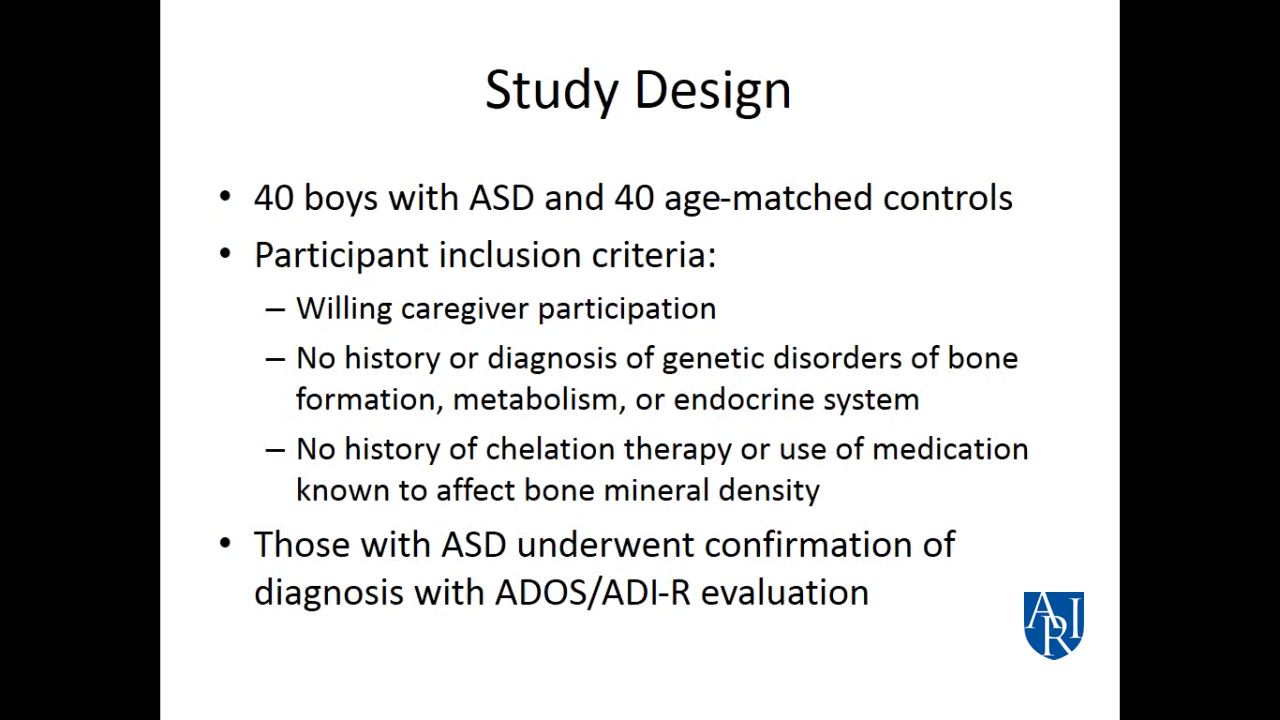 Study Design
• 40 boys with ASD and 40 age-matched controls
• Participant inclusion criteria:
– Willing caregiver participation
– No history or diagnosis of genetic disorders of bone
formation, metabolism, or endocrine system
– No history of chelation therapy or use of medication
known to affect bone mineral density
• Those with ASD underwent confirmation of
diagnosis with ADOS/ADI-R evaluation
ARI